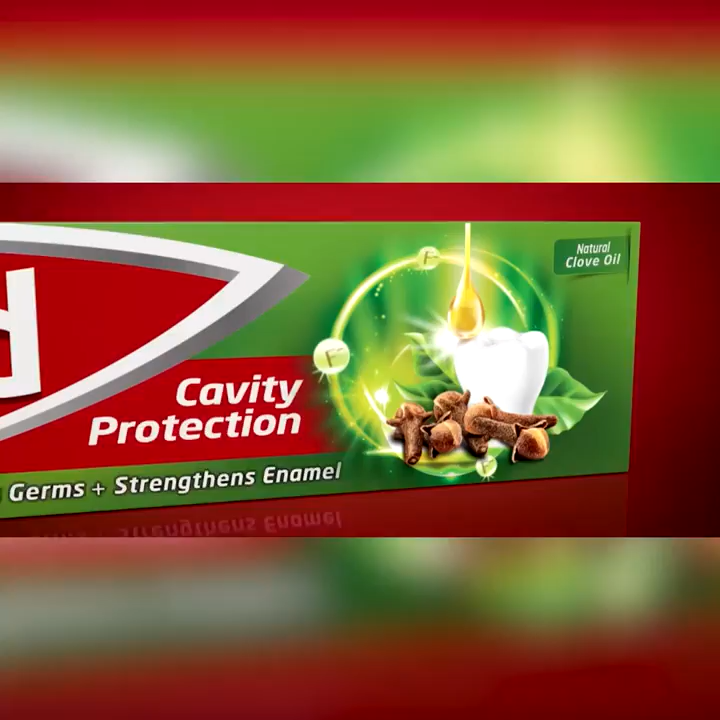 d
Natural
Clove Oil
Cavity
Protection
Germs + Strengthens Enamel
F
F